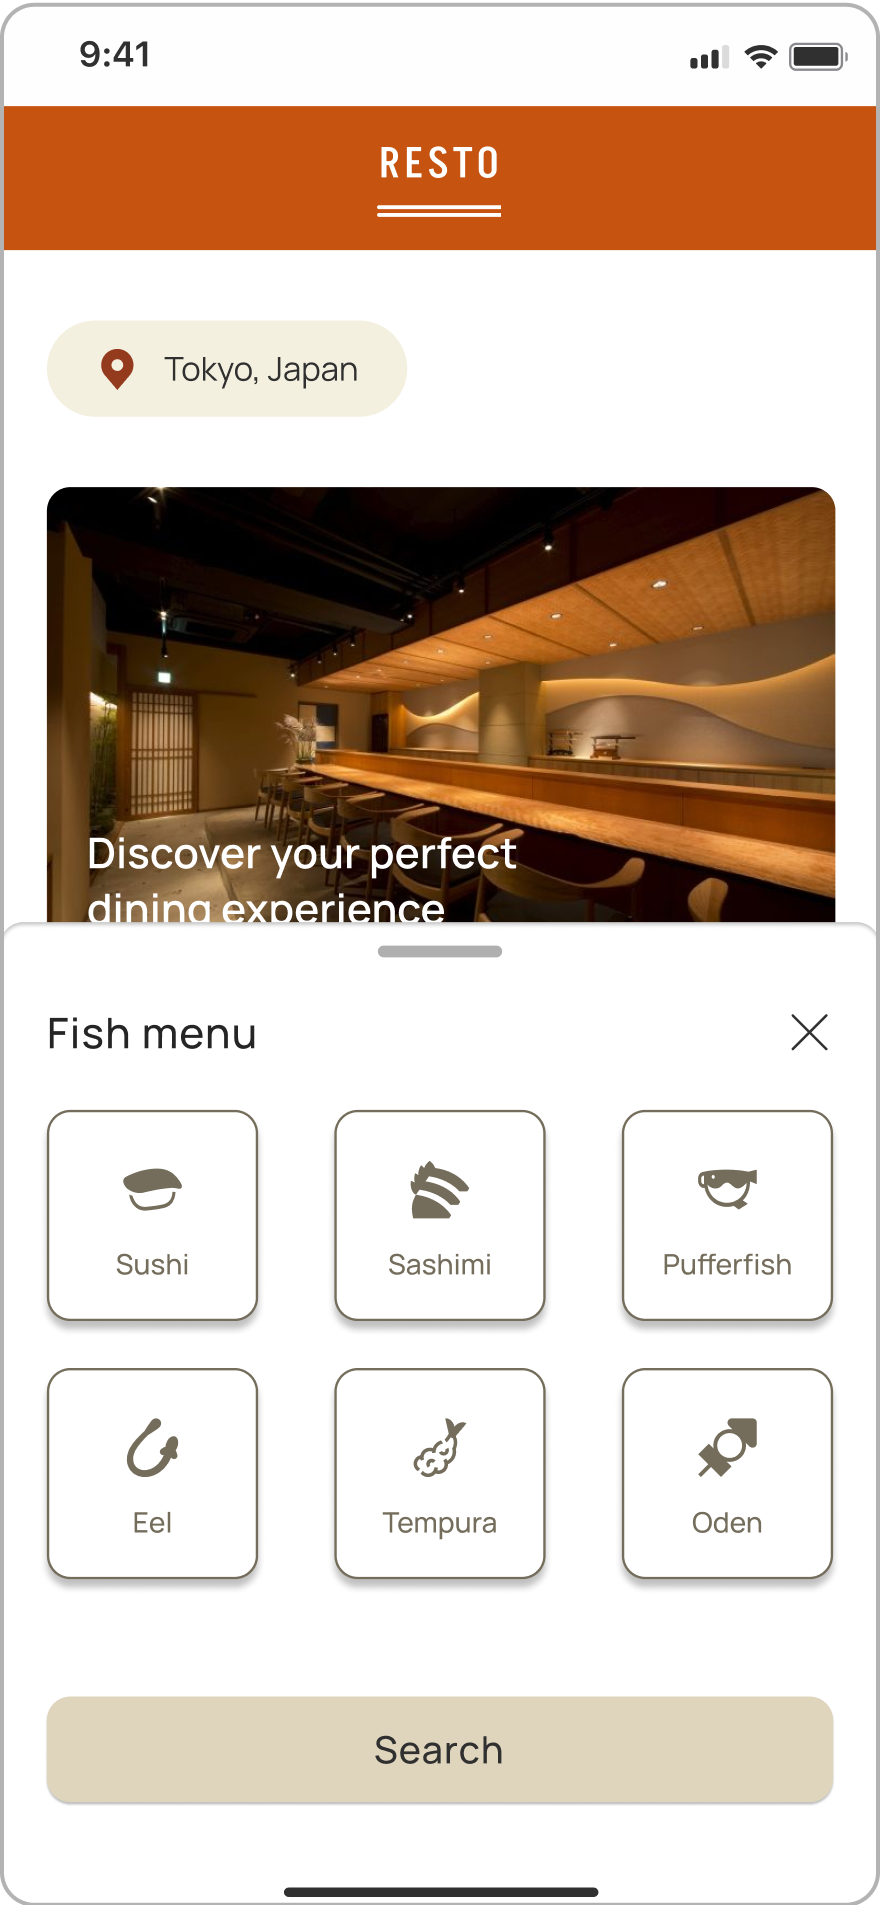 9:41
RESTO
Tokyo, Japan
Discover your perfect
dining experience
Fish menu
Sushi
Sashimi
Pufferfish
Eel
Tempura
Oden
Search